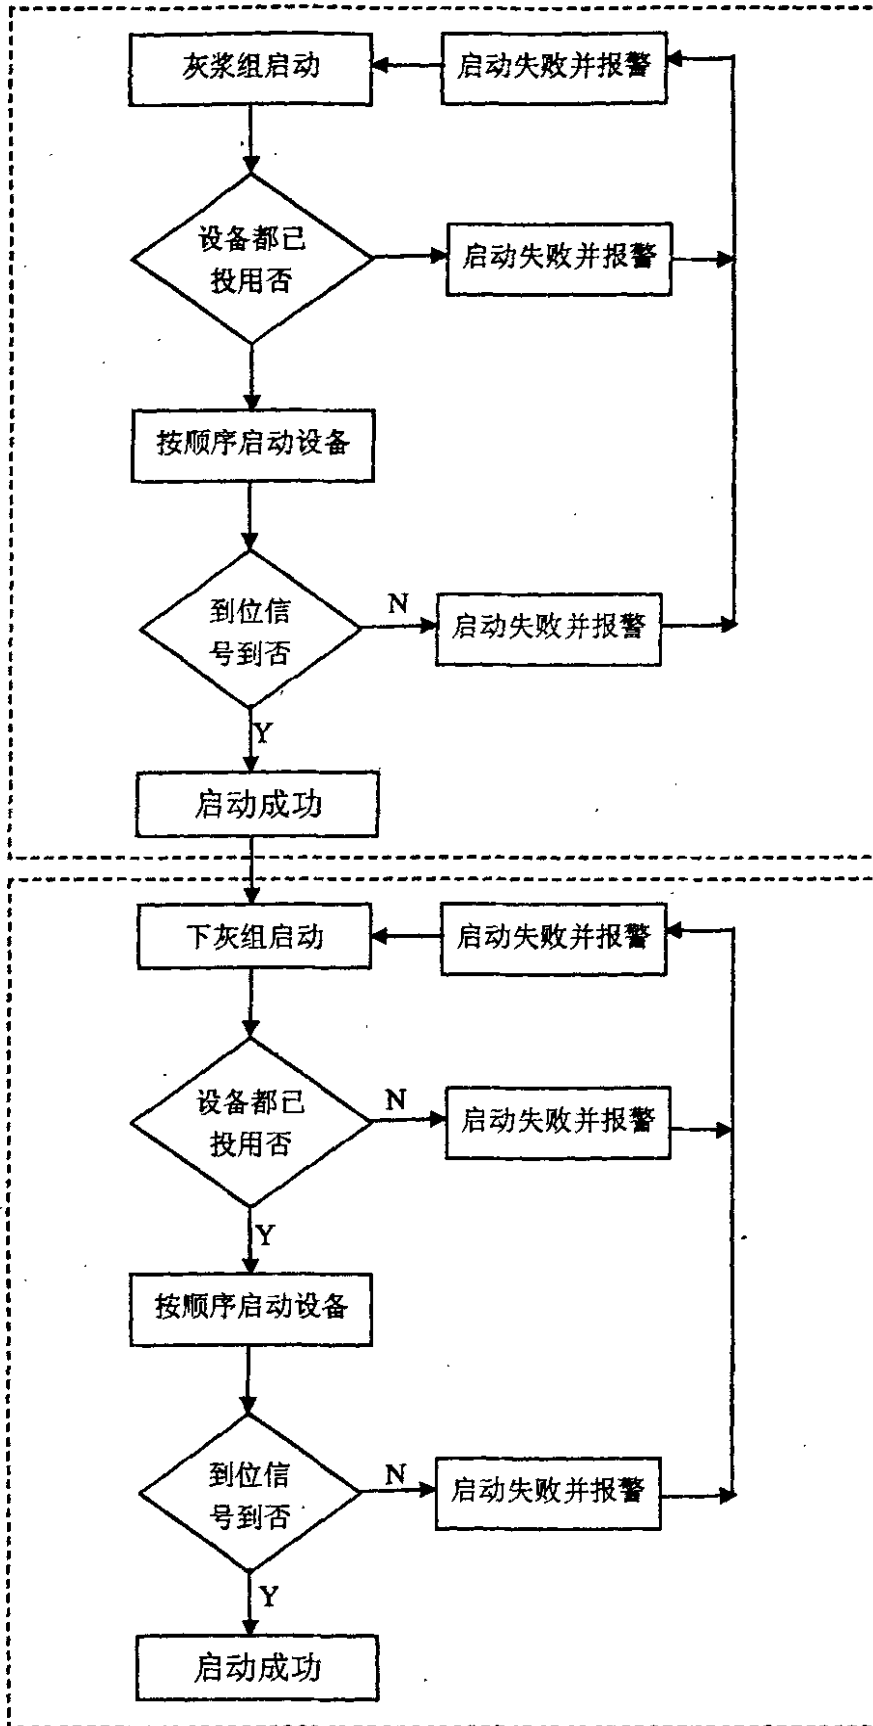 灰浆组启动
启动失败并报警
设备都已
投用否
启动失败并报警
按顺序启动设备
到位信
号到否
N
启动失败并报警
Y
启动成功
下灰组启动
启动失败并报警
设备都已
投用否
N
启动失败并报警
Y
按顺序启动设备
到位信
号到否
N
启动失败并报警
Y
启动成功